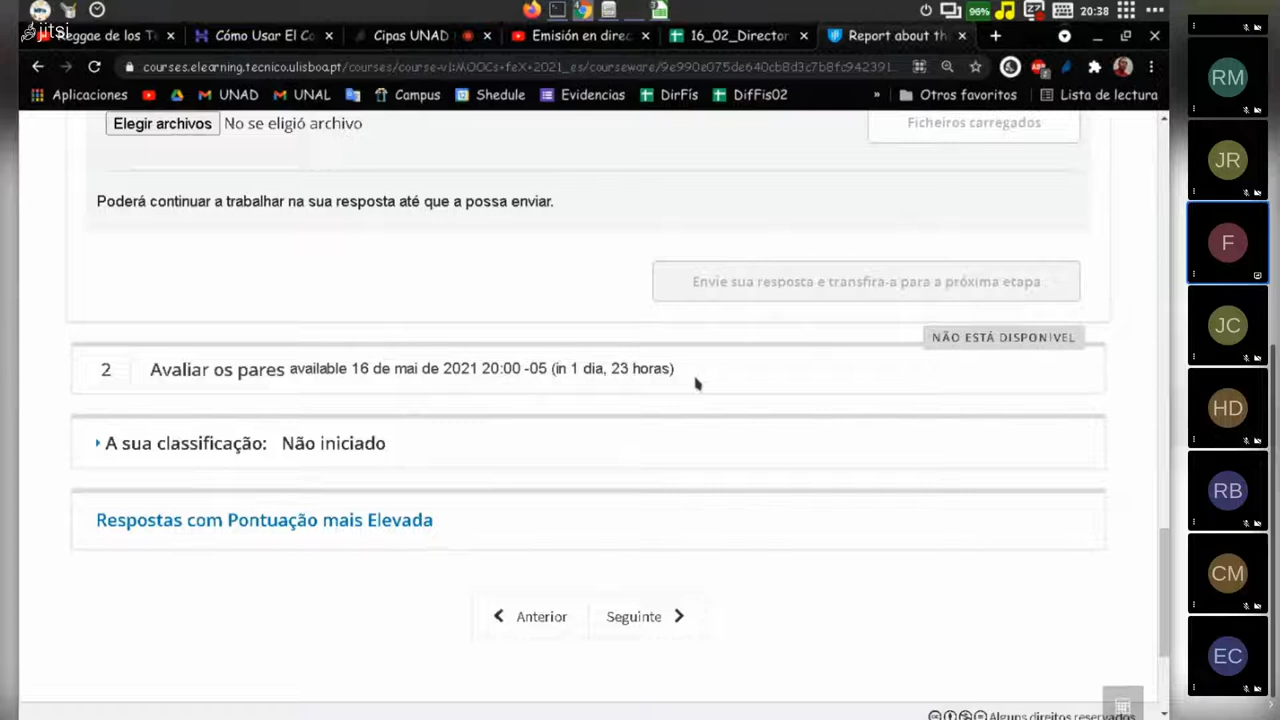 20:38
96%
jitsi
Reggae de los T
Cómo Usar El Co
Cipas UNAD
Emisión en direc
16_02_Director
Report about th
courses.elearning.tecnico.ulisboa.pt/courses/course-v1:MOOCs+feX+2021_es/courseware/9e990e075de640cb8d3c7b8fc942391...
Aplicaciones
UNAD
UNAL
Campus
Shedule
Evidencias
DirFís
DifFis02
»
Otros favoritos
Lista de lectura
Elegir archivos No se eligió archivo
Ficheiros carregados
Poderá continuar a trabalhar na sua resposta até que a possa enviar.
Envie sua resposta e transfira-a para a próxima etapa
NÃO ESTÁ DISPONÍVEL
2 Avaliar os pares available 16 de mai de 2021 20:00 -05 (in 1 dia, 23 horas)
A sua classificação: Não iniciado
Respostas com Pontuação mais Elevada
Anterior
Seguinte
Alguns direitos reservados
RM
JR
F
JC
HD
RB
CM
EC